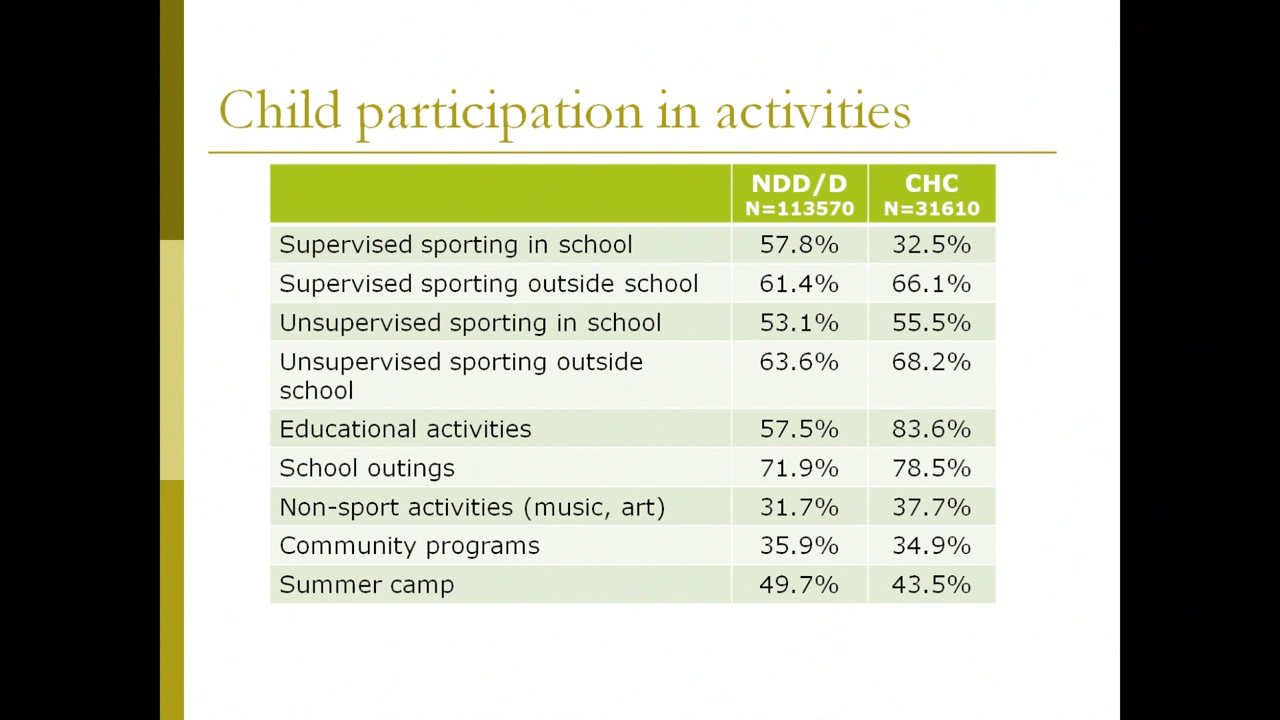 Child participation in activities
NDD/D CHC
N=113570 N=31610
Supervised sporting in school 57.8% 32.5%
Supervised sporting outside school 61.4% 66.1%
Unsupervised sporting in school 53.1% 55.5%
Unsupervised sporting outside 63.6% 68.2%
school
Educational activities 57.5% 83.6%
School outings 71.9% 78.5%
Non-sport activities (music, art) 31.7% 37.7%
Community programs 35.9% 34.9%
Summer camp 49.7% 43.5%